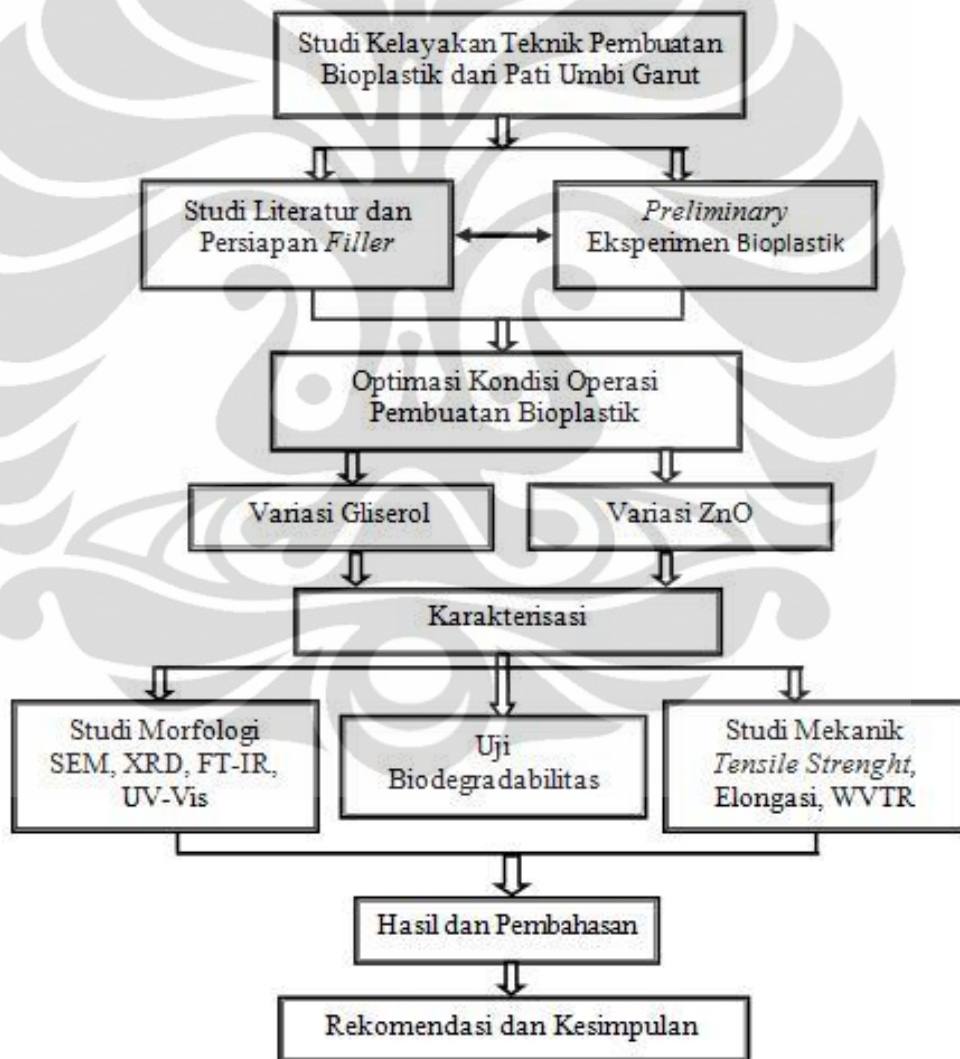 Studi Kelayakan Teknik Pembuatan
Bioplastik dari Pati Umbi Garut
Studi Literatur dan
Persiapan Filler
Preliminary
Eksperimen Bioplastik
Optimasi Kondisi Operasi
Pembuatan Bioplastik
Variasi Gliserol
Variasi ZnO
Karakterisasi
Studi Morfologi
SEM, XRD, FT-IR,
UV-Vis
Uji
Biodegradabilitas
Studi Mekanik
Tensile Strenght,
Elongasi, WVTR
Hasil dan Pembahasan
Rekomendasi dan Kesimpulan